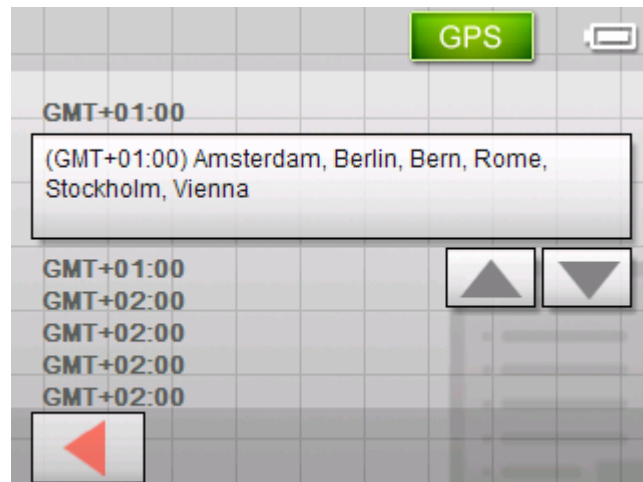 GPS
GMT+01:00
(GMT+01:00) Amsterdam, Berlin, Bern, Rome,
Stockholm, Vienna
GMT+01:00
GMT+02:00
GMT+02:00
GMT+02:00
GMT+02:00